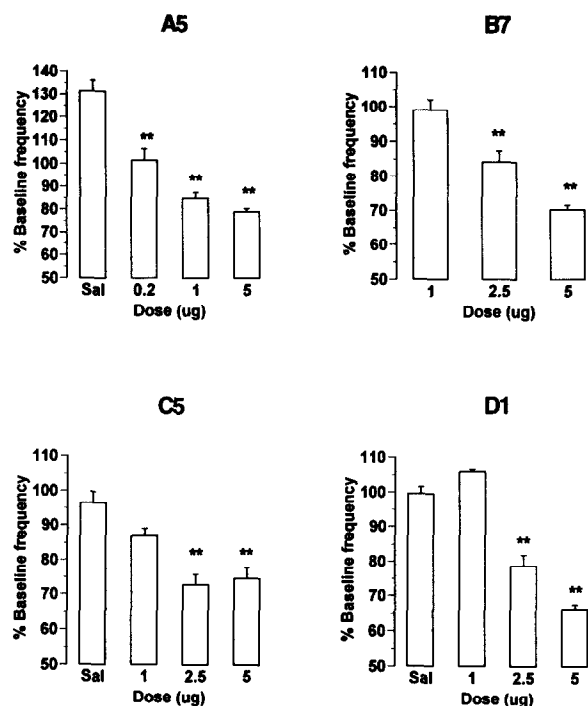 A5
% Baseline frequency
140
130
120
110
100
90
80
70
60
50
**
**
**
Sal 0.2 1 5
Dose (ug)
B7
% Baseline frequency
110
100
90
80
70
60
50
**
**
1 2.5 5
Dose (ug)
C5
% Baseline frequency
110
100
90
80
70
60
50
**
**
Sal 1 2.5 5
Dose (ug)
D1
% Baseline frequency
110
100
90
80
70
60
50
**
**
Sal 1 2.5 5
Dose (ug)